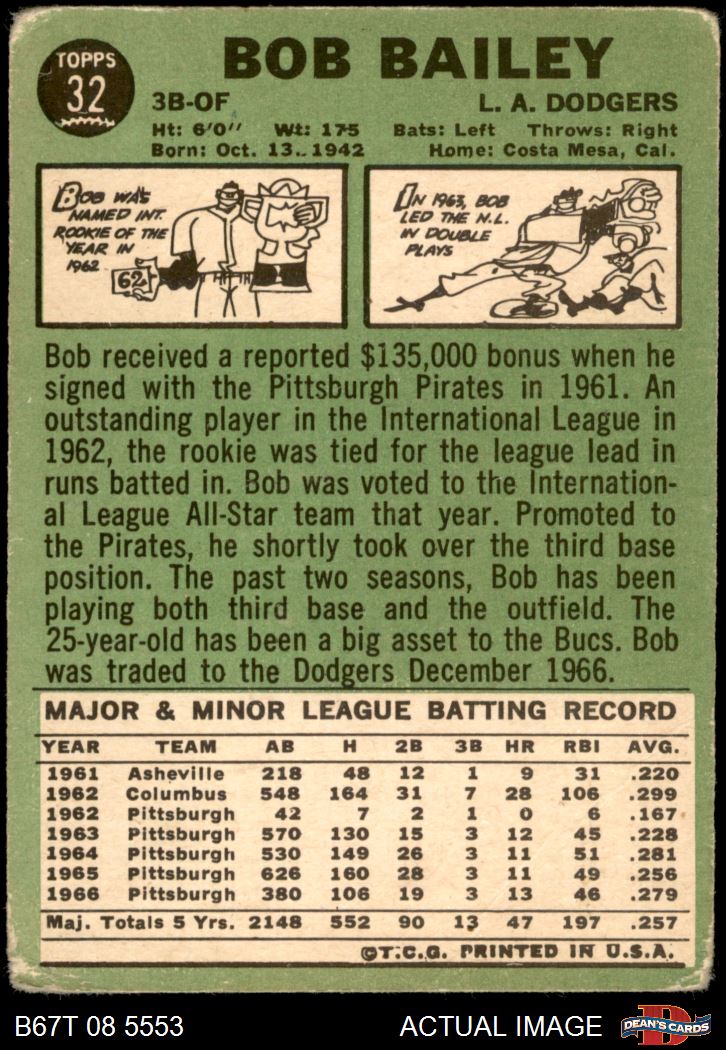 TOPPS
32
BOB BAILEY
3B-OF L. A. DODGERS
Ht: 6'0" Wt: 175 Bats: Left Throws: Right
Born: Oct. 13, 1942 Home: Costa Mesa, Cal.
BOB WAS
NAMED INT.
ROOKIE OF THE
YEAR IN
1962
62
IN 1963, BOB
LED THE N.L.
IN DOUBLE
PLAYS
Bob received a reported $135,000 bonus when he
signed with the Pittsburgh Pirates in 1961. An
outstanding player in the International League in
1962, the rookie was tied for the league lead in
runs batted in. Bob was voted to the Internation-
al League All-Star team that year. Promoted to
the Pirates, he shortly took over the third base
position. The past two seasons, Bob has been
playing both third base and the outfield. The
25-year-old has been a big asset to the Bucs. Bob
was traded to the Dodgers December 1966.
MAJOR & MINOR LEAGUE BATTING RECORD
YEAR TEAM AB H 2B 3B HR RBI AVG.
1961 Asheville 218 48 12 1 9 31 .220
1962 Columbus 548 164 31 7 28 106 .299
1962 Pittsburgh 42 7 2 1 0 6 .167
1963 Pittsburgh 570 130 15 3 12 45 .228
1964 Pittsburgh 530 149 26 3 11 51 .281
1965 Pittsburgh 626 160 28 3 11 49 .256
1966 Pittsburgh 380 106 19 3 13 46 .279
Maj. Totals 5 Yrs. 2148 552 90 13 47 197 .257
©T.C.G. PRINTED IN U.S.A.
B67T 08 5553 ACTUAL IMAGE DEAN'S CARDS